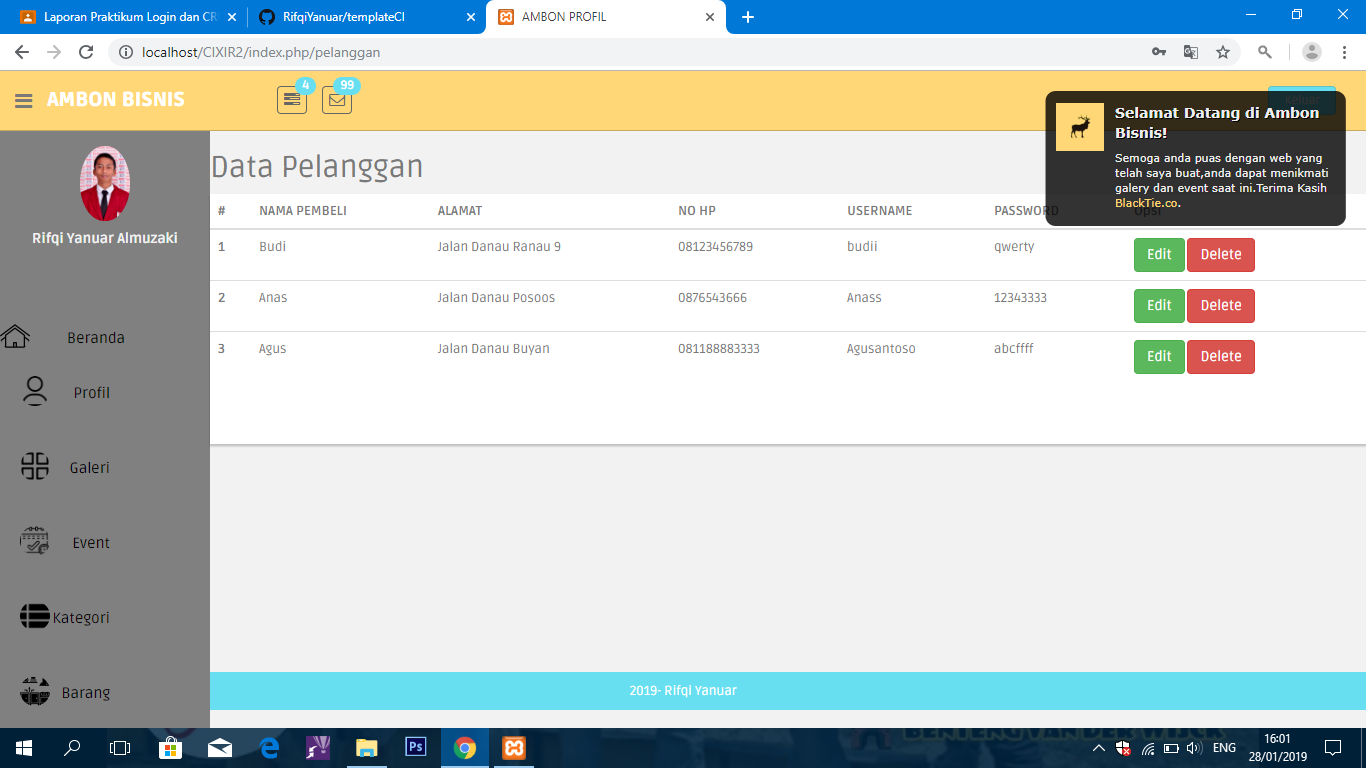 Laporan Praktikum Login dan CR
RifqiYanuar/templateCI
AMBON PROFIL
localhost/CIXIR2/index.php/pelanggan
AMBON BISNIS
4
99
Selamat Datang di Ambon
Bisnis!
Semoga anda puas dengan web yang
telah saya buat,anda dapat menikmati
galery dan event saat ini.Terima Kasih
BlackTie.co.
Rifqi Yanuar Almuzaki
Beranda
Profil
Galeri
Event
Kategori
Barang
Data Pelanggan
# NAMA PEMBELI ALAMAT NO HP USERNAME PASSWORD
1 Budi Jalan Danau Ranau 9 08123456789 budii qwerty Edit Delete
2 Anas Jalan Danau Posoos 0876543666 Anass 12343333 Edit Delete
3 Agus Jalan Danau Buyan 081188883333 Agusantoso abcffff Edit Delete
2019- Rifqi Yanuar
Ps
ENG
16:01
28/01/2019